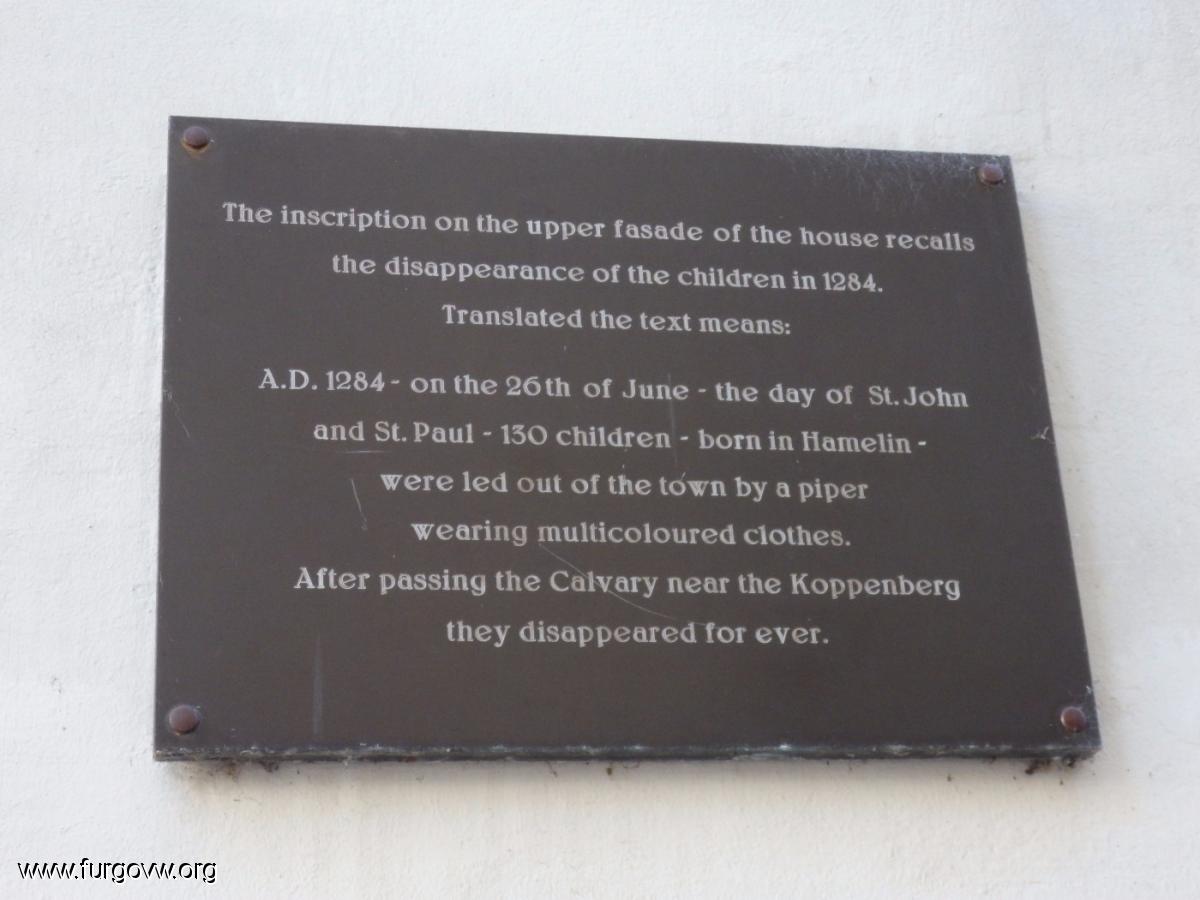 The inscription on the upper fasade of the house recalls
the disappearance of the children in 1284.
Translated the text means:
A.D. 1284 - on the 26th of June - the day of St. John
and St. Paul - 130 children - born in Hamelin -
were led out of the town by a piper
wearing multicoloured clothes.
After passing the Calvary near the Koppenberg
they disappeared for ever.
www.furgovw.org